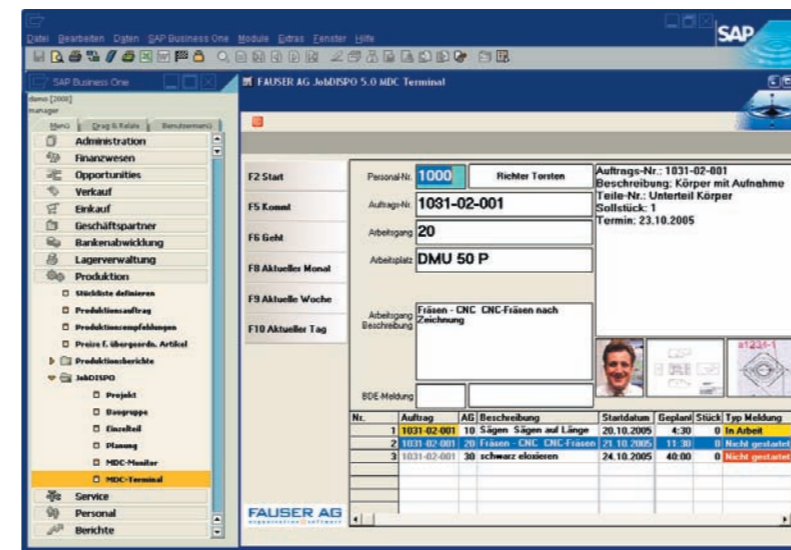 Datei Bearbeiten Daten SAP Business One Module Extras Fenster Hilfe
SAP
SAP Business One
demo [2008]
manager
Menü Drag & Relate Benutzermenü
Administration
Finanzwesen
Opportunities
Verkauf
Einkauf
Geschäftspartner
Bankenabwicklung
Lagerverwaltung
Produktion
Stückliste definieren
Produktionsauftrag
Produktionsempfehlungen
Preise f. übergeordn. Artikel
Produktionsberichte
JobDISPO
Projekt
Baugruppe
Einzelteil
Planung
MDC-Monitor
MDC-Terminal
Service
Personal
Berichte
FAUSER AG JobDISPO 5.0 MDC Terminal
F2 Start
F5 Kommt
F6 Geht
F8 Aktueller Monat
F9 Aktuelle Woche
F10 Aktueller Tag
Personal-Nr. 1000 Richter Torsten
Auftrags-Nr. 1031-02-001
Arbeitsgang 20
Arbeitsplatz DMU 50 P
Arbeitsgang Beschreibung
Fräsen - CNC CNC-Fräsen nach
Zeichnung
BDE-Meldung
Auftrags-Nr.: 1031-02-001
Beschreibung: Körper mit Aufnahme
Teile-Nr.: Unterteil Körper
Sollstück: 1
Termin: 23.10.2005
a1234-1
Nr. Auftrag AG Beschreibung Startdatum Geplant Stück Typ Meldung
1 1031-02-001 10 Sägen Sägen auf Länge 20.10.2005 4:30 0 In Arbeit
2 1031-02-001 20 Fräsen - CNC CNC-Fräsen 21.10.2005 11:30 0 Nicht gestartet
3 1031-02-001 30 schwarz eloxieren 24.10.2005 40:00 0 Nicht gestartet
FAUSER AG
organisation software